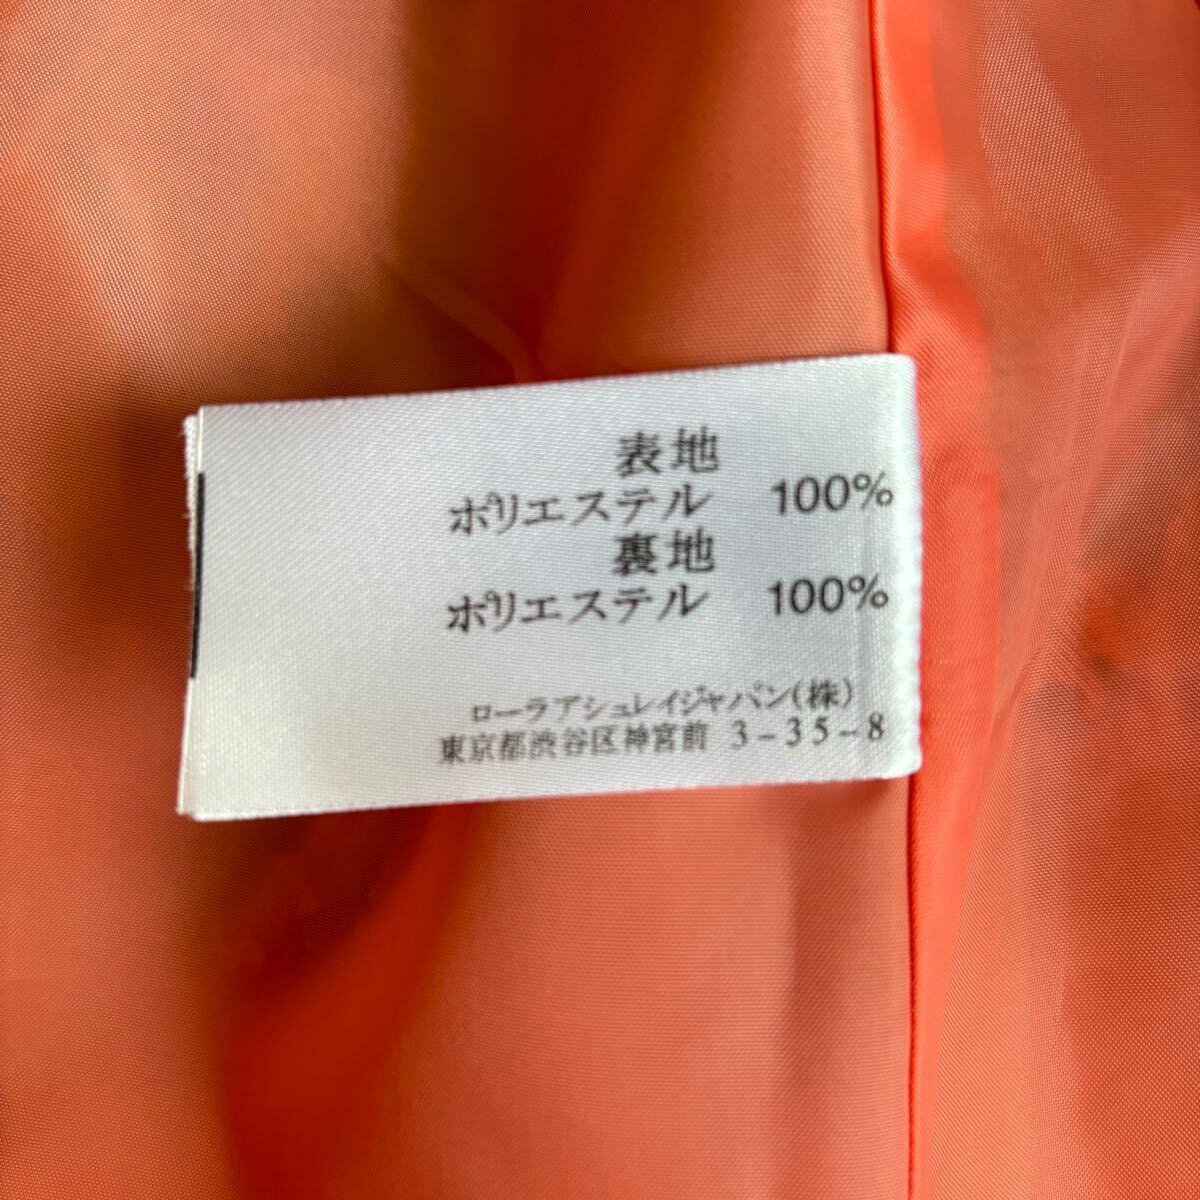 表地
ポリエステル 100%
裏地
ポリエステル 100%
ローラアシュレイジャパン(株)
東京都渋谷区神宮前 3-35-8